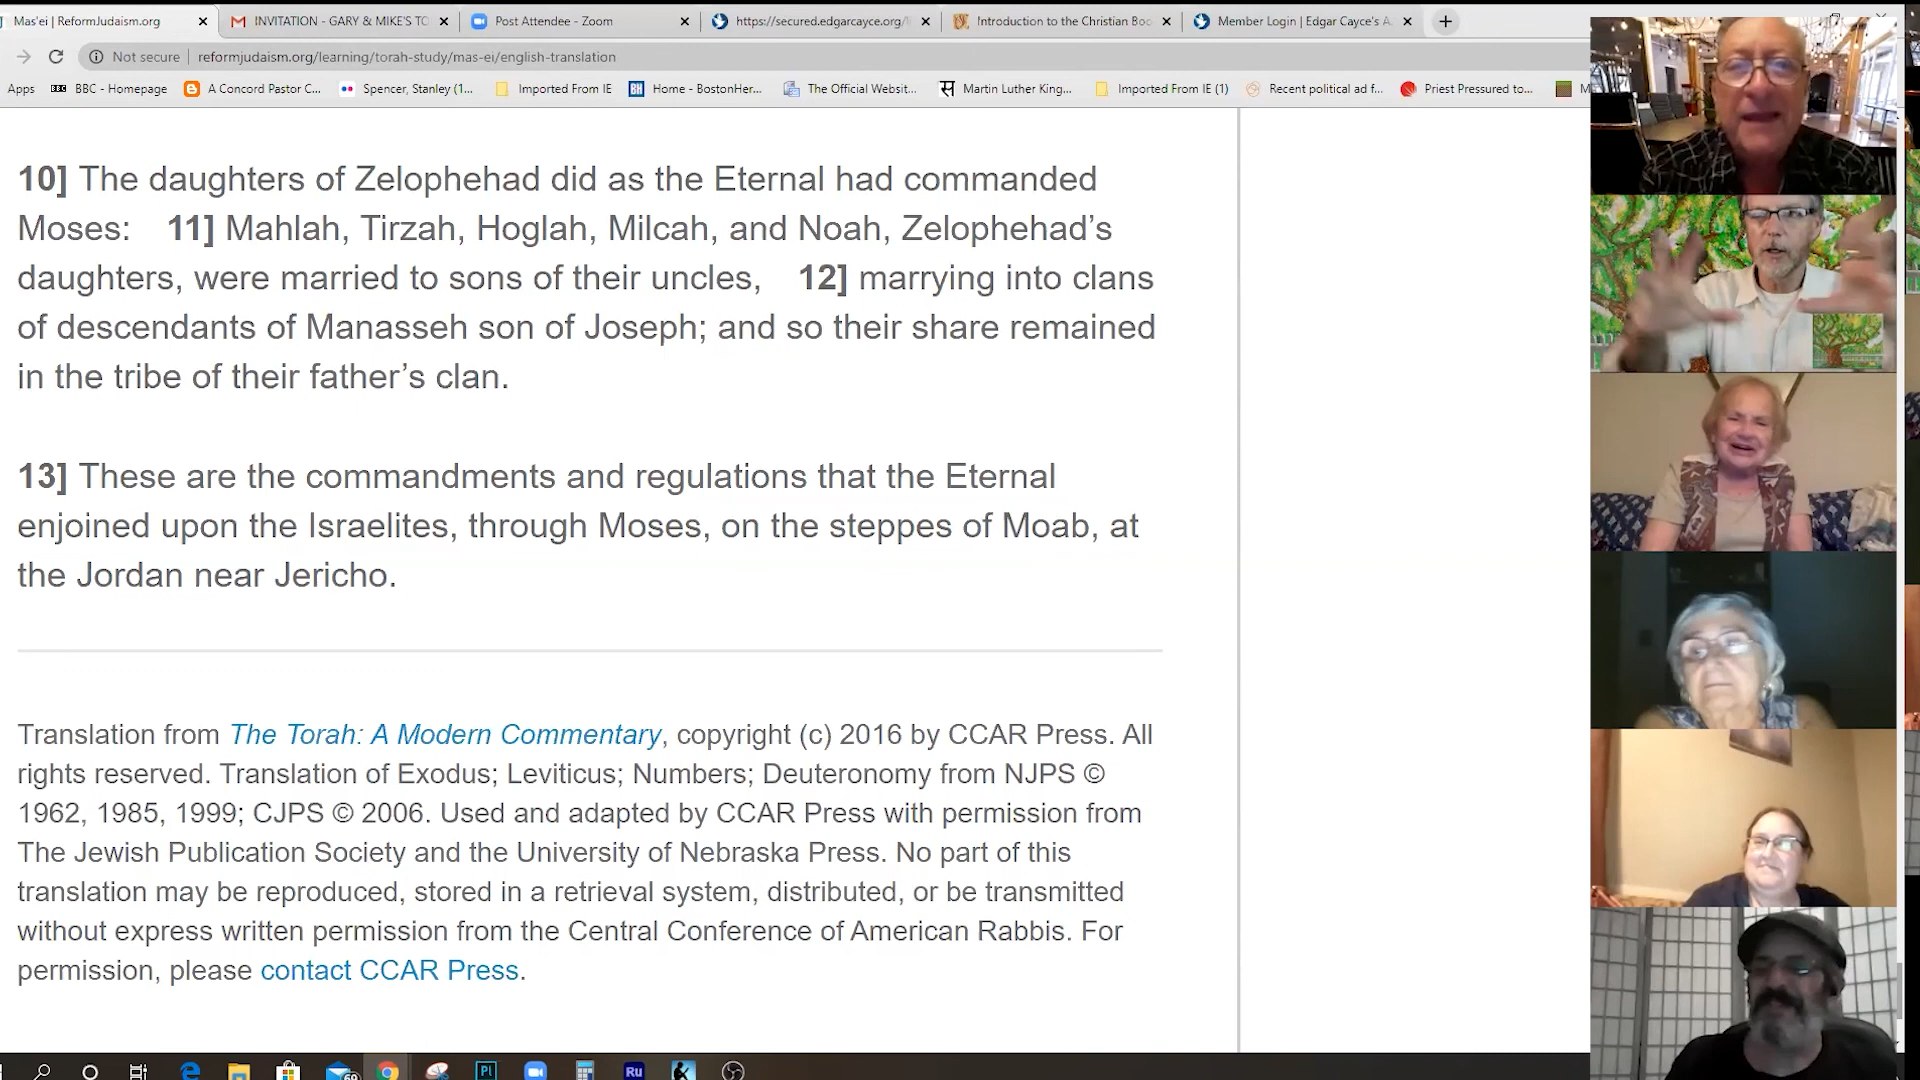 Mas'ei | ReformJudaism.org
INVITATION - GARY & MIKE'S TO
Post Attendee - Zoom
https://secured.edgarcayce.org/
Introduction to the Christian Boo
Member Login | Edgar Cayce's A.
Not secure
reformjudaism.org/learning/torah-study/mas-ei/english-translation
Apps
BBC - Homepage
A Concord Pastor C...
Spencer, Stanley (1...
Imported From IE
BH
Home - BostonHer...
The Official Websit...
Martin Luther King...
Imported From IE (1)
Recent political ad f...
Priest Pressured to...
10] The daughters of Zelophehad did as the Eternal had commanded
Moses: 11] Mahlah, Tirzah, Hoglah, Milcah, and Noah, Zelophehad’s
daughters, were married to sons of their uncles, 12] marrying into clans
of descendants of Manasseh son of Joseph; and so their share remained
in the tribe of their father’s clan.
13] These are the commandments and regulations that the Eternal
enjoined upon the Israelites, through Moses, on the steppes of Moab, at
the Jordan near Jericho.
Translation from The Torah: A Modern Commentary, copyright (c) 2016 by CCAR Press. All
rights reserved. Translation of Exodus; Leviticus; Numbers; Deuteronomy from NJPS ©
1962, 1985, 1999; CJPS © 2006. Used and adapted by CCAR Press with permission from
The Jewish Publication Society and the University of Nebraska Press. No part of this
translation may be reproduced, stored in a retrieval system, distributed, or be transmitted
without express written permission from the Central Conference of American Rabbis. For
permission, please contact CCAR Press.
69
Pl
Ru